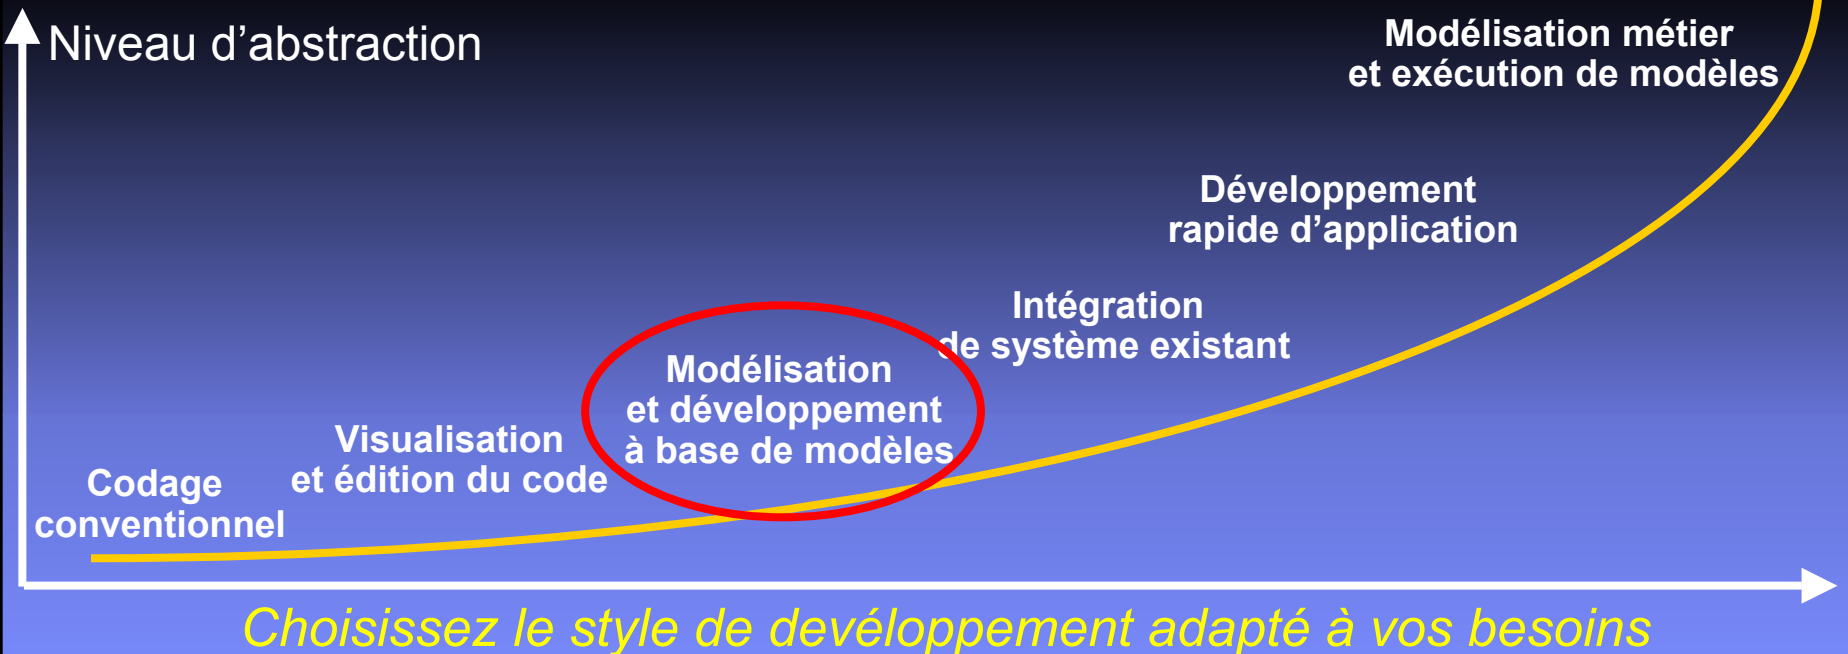 Niveau d’abstraction
Modélisation métier
et exécution de modèles
Développement
rapide d’application
Intégration
de système existant
Modélisation
et développement
à base de modèles
Visualisation
et édition du code
Codage
conventionnel
Choisissez le style de devéloppement adapté à vos besoins